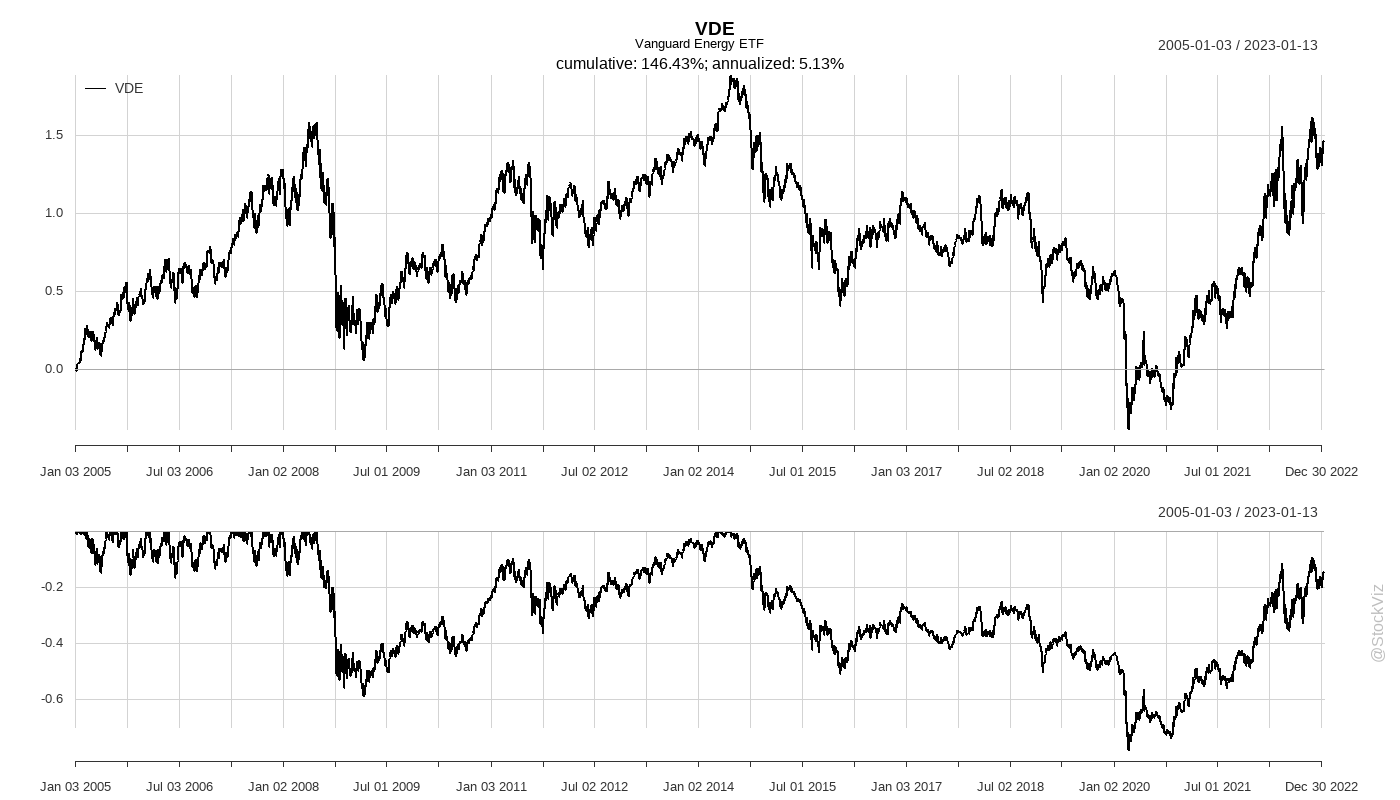 VDE
Vanguard Energy ETF
2005-01-03 / 2023-01-13
cumulative: 146.43%; annualized: 5.13%
VDE
1.5
1.0
0.5
0.0
Jan 03 2005 Jul 03 2006 Jan 02 2008 Jul 01 2009 Jan 03 2011 Jul 02 2012 Jan 02 2014 Jul 01 2015 Jan 03 2017 Jul 02 2018 Jan 02 2020 Jul 01 2021 Dec 30 2022
2005-01-03 / 2023-01-13
-0.2
-0.4
-0.6
@StockViz
Jan 03 2005 Jul 03 2006 Jan 02 2008 Jul 01 2009 Jan 03 2011 Jul 02 2012 Jan 02 2014 Jul 01 2015 Jan 03 2017 Jul 02 2018 Jan 02 2020 Jul 01 2021 Dec 30 2022